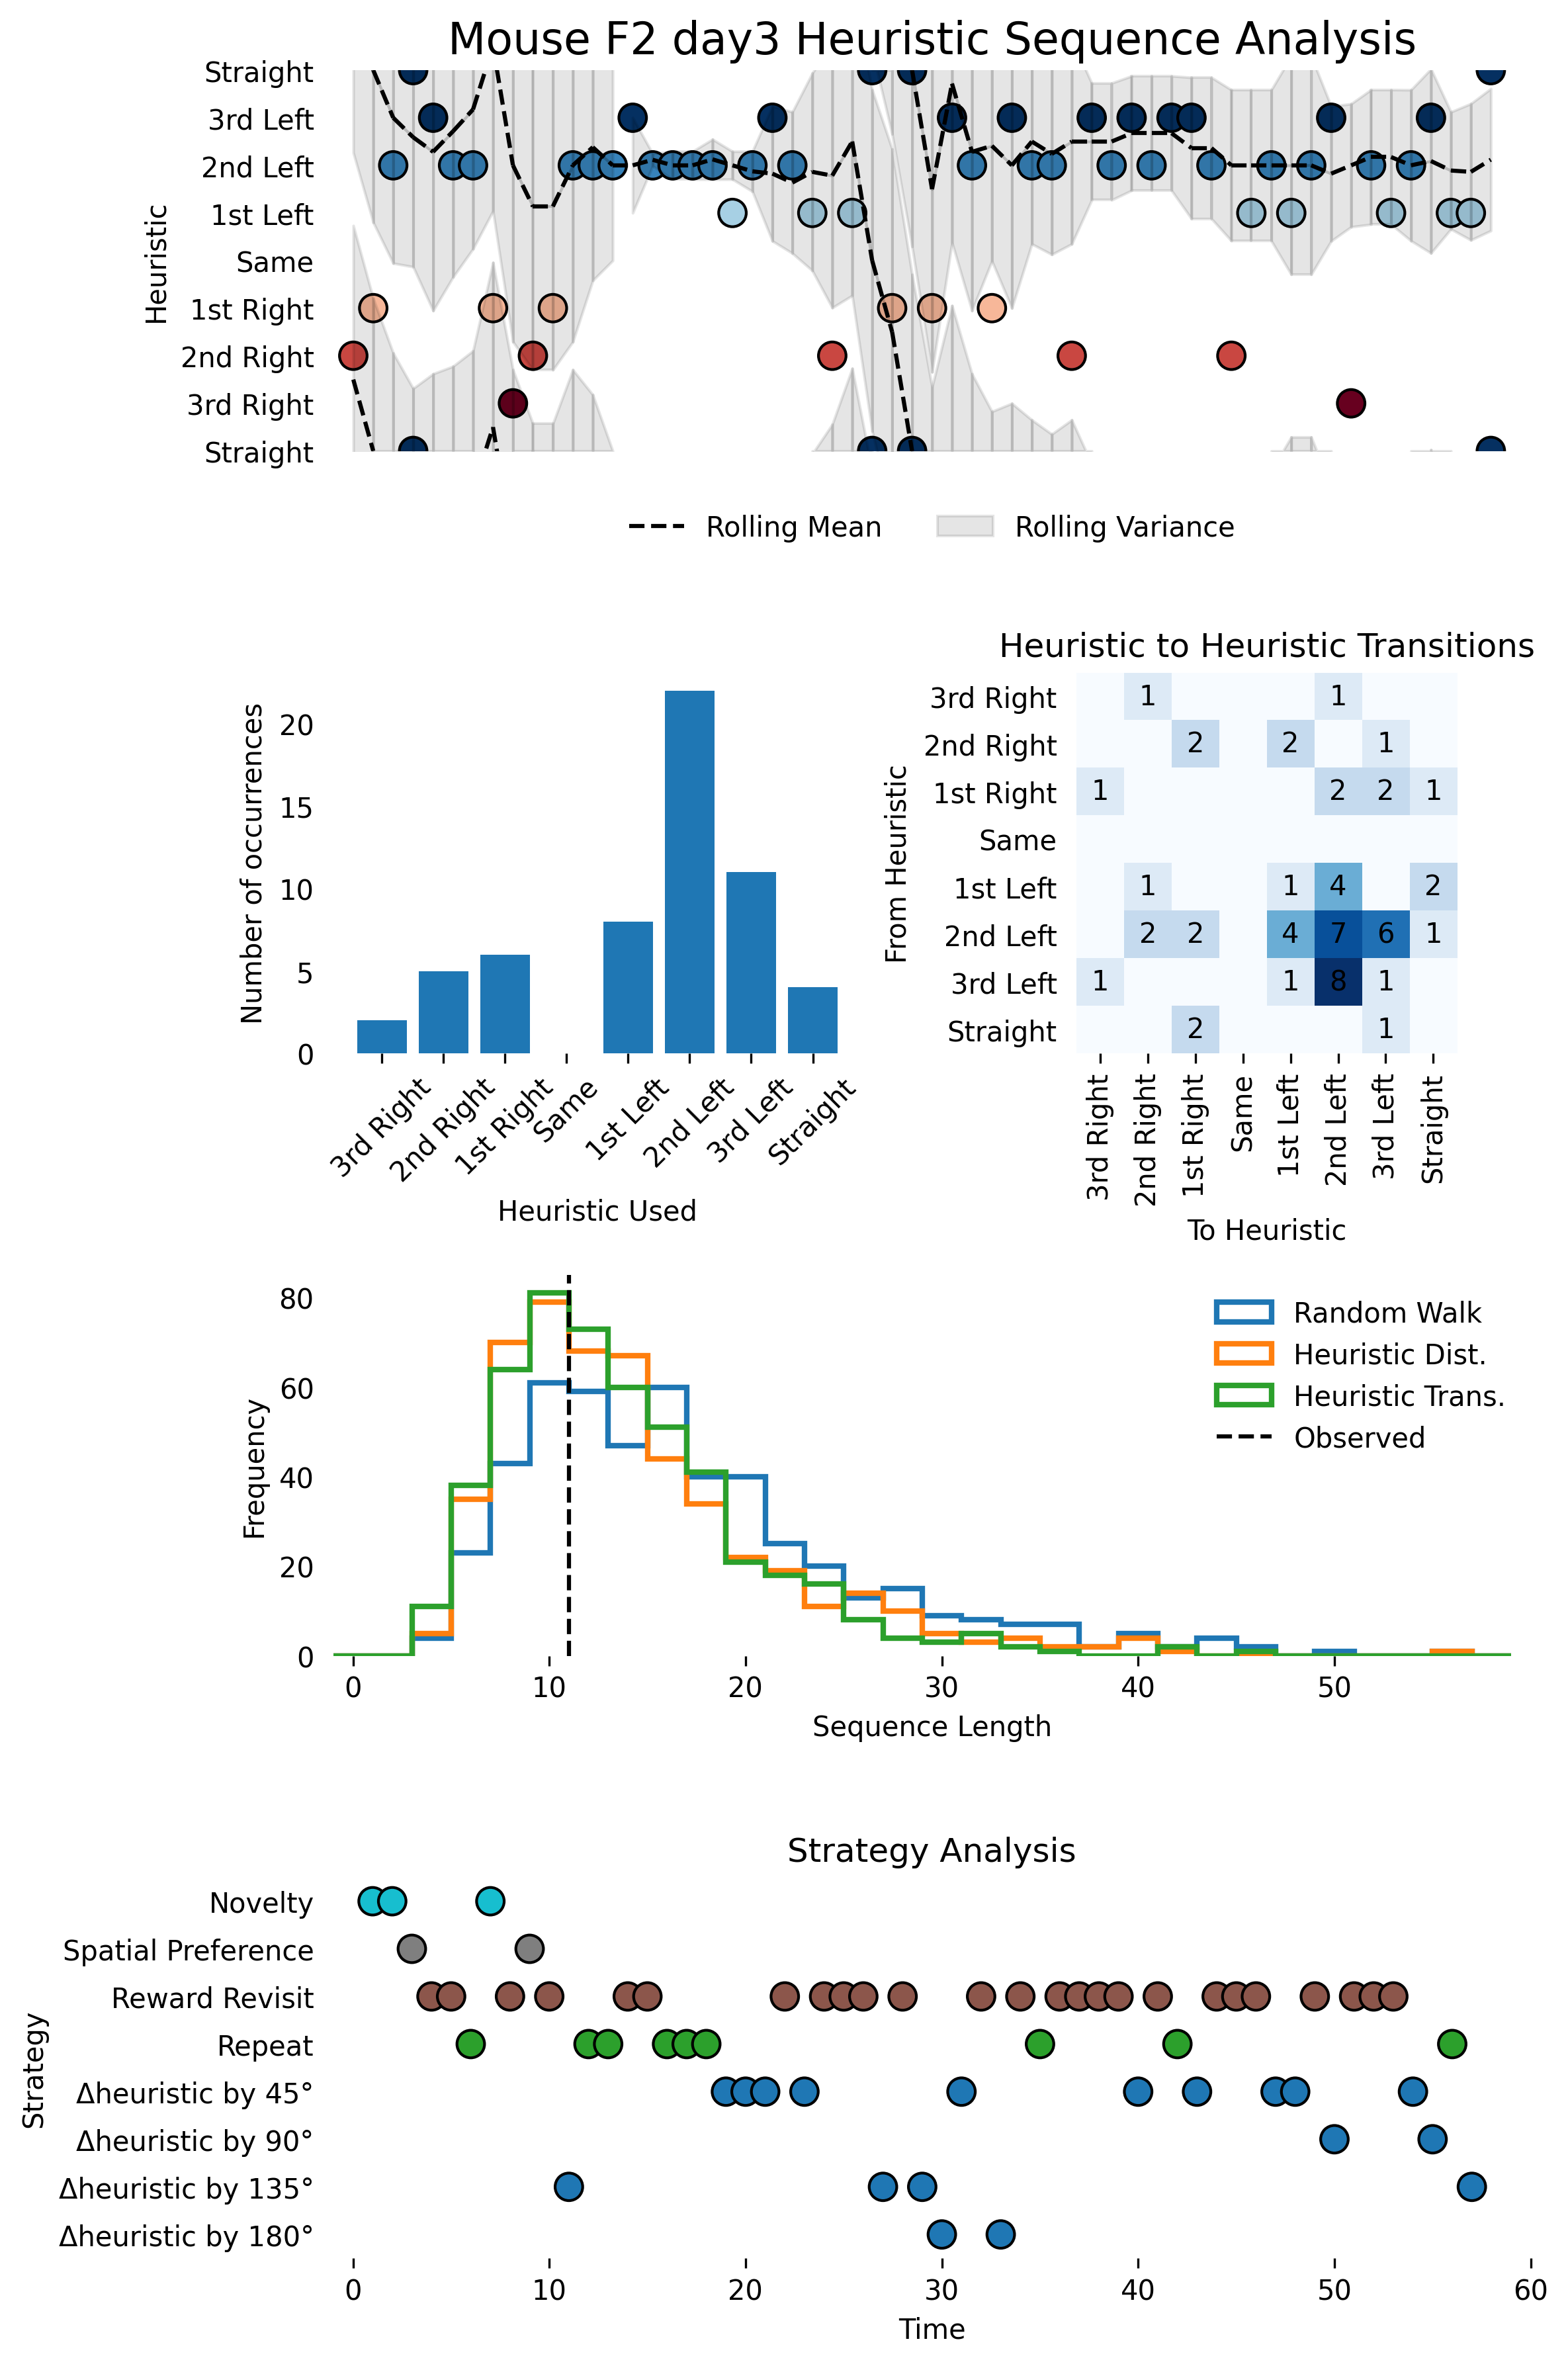 Mouse F2 day3 Heuristic Sequence Analysis
Heuristic
Straight
3rd Left
2nd Left
1st Left
Same
1st Right
2nd Right
3rd Right
Straight
Rolling Mean
Rolling Variance
Number of occurrences
20
15
10
5
0
3rd Right
2nd Right
1st Right
Same
1st Left
2nd Left
3rd Left
Straight
Heuristic Used
Heuristic to Heuristic Transitions
From Heuristic
3rd Right 1 1
2nd Right 2 2 1
1st Right 1 2 2 1
Same
1st Left 1 1 4 2
2nd Left 2 2 4 7 6 1
3rd Left 1 1 8 1
Straight 2 1
3rd Right
2nd Right
1st Right
Same
1st Left
2nd Left
3rd Left
Straight
To Heuristic
Frequency
80
60
40
20
0
0 10 20 30 40 50
Sequence Length
Random Walk
Heuristic Dist.
Heuristic Trans.
Observed
Strategy Analysis
Strategy
Novelty
Spatial Preference
Reward Revisit
Repeat
Δheuristic by 45°
Δheuristic by 90°
Δheuristic by 135°
Δheuristic by 180°
0 10 20 30 40 50 60
Time